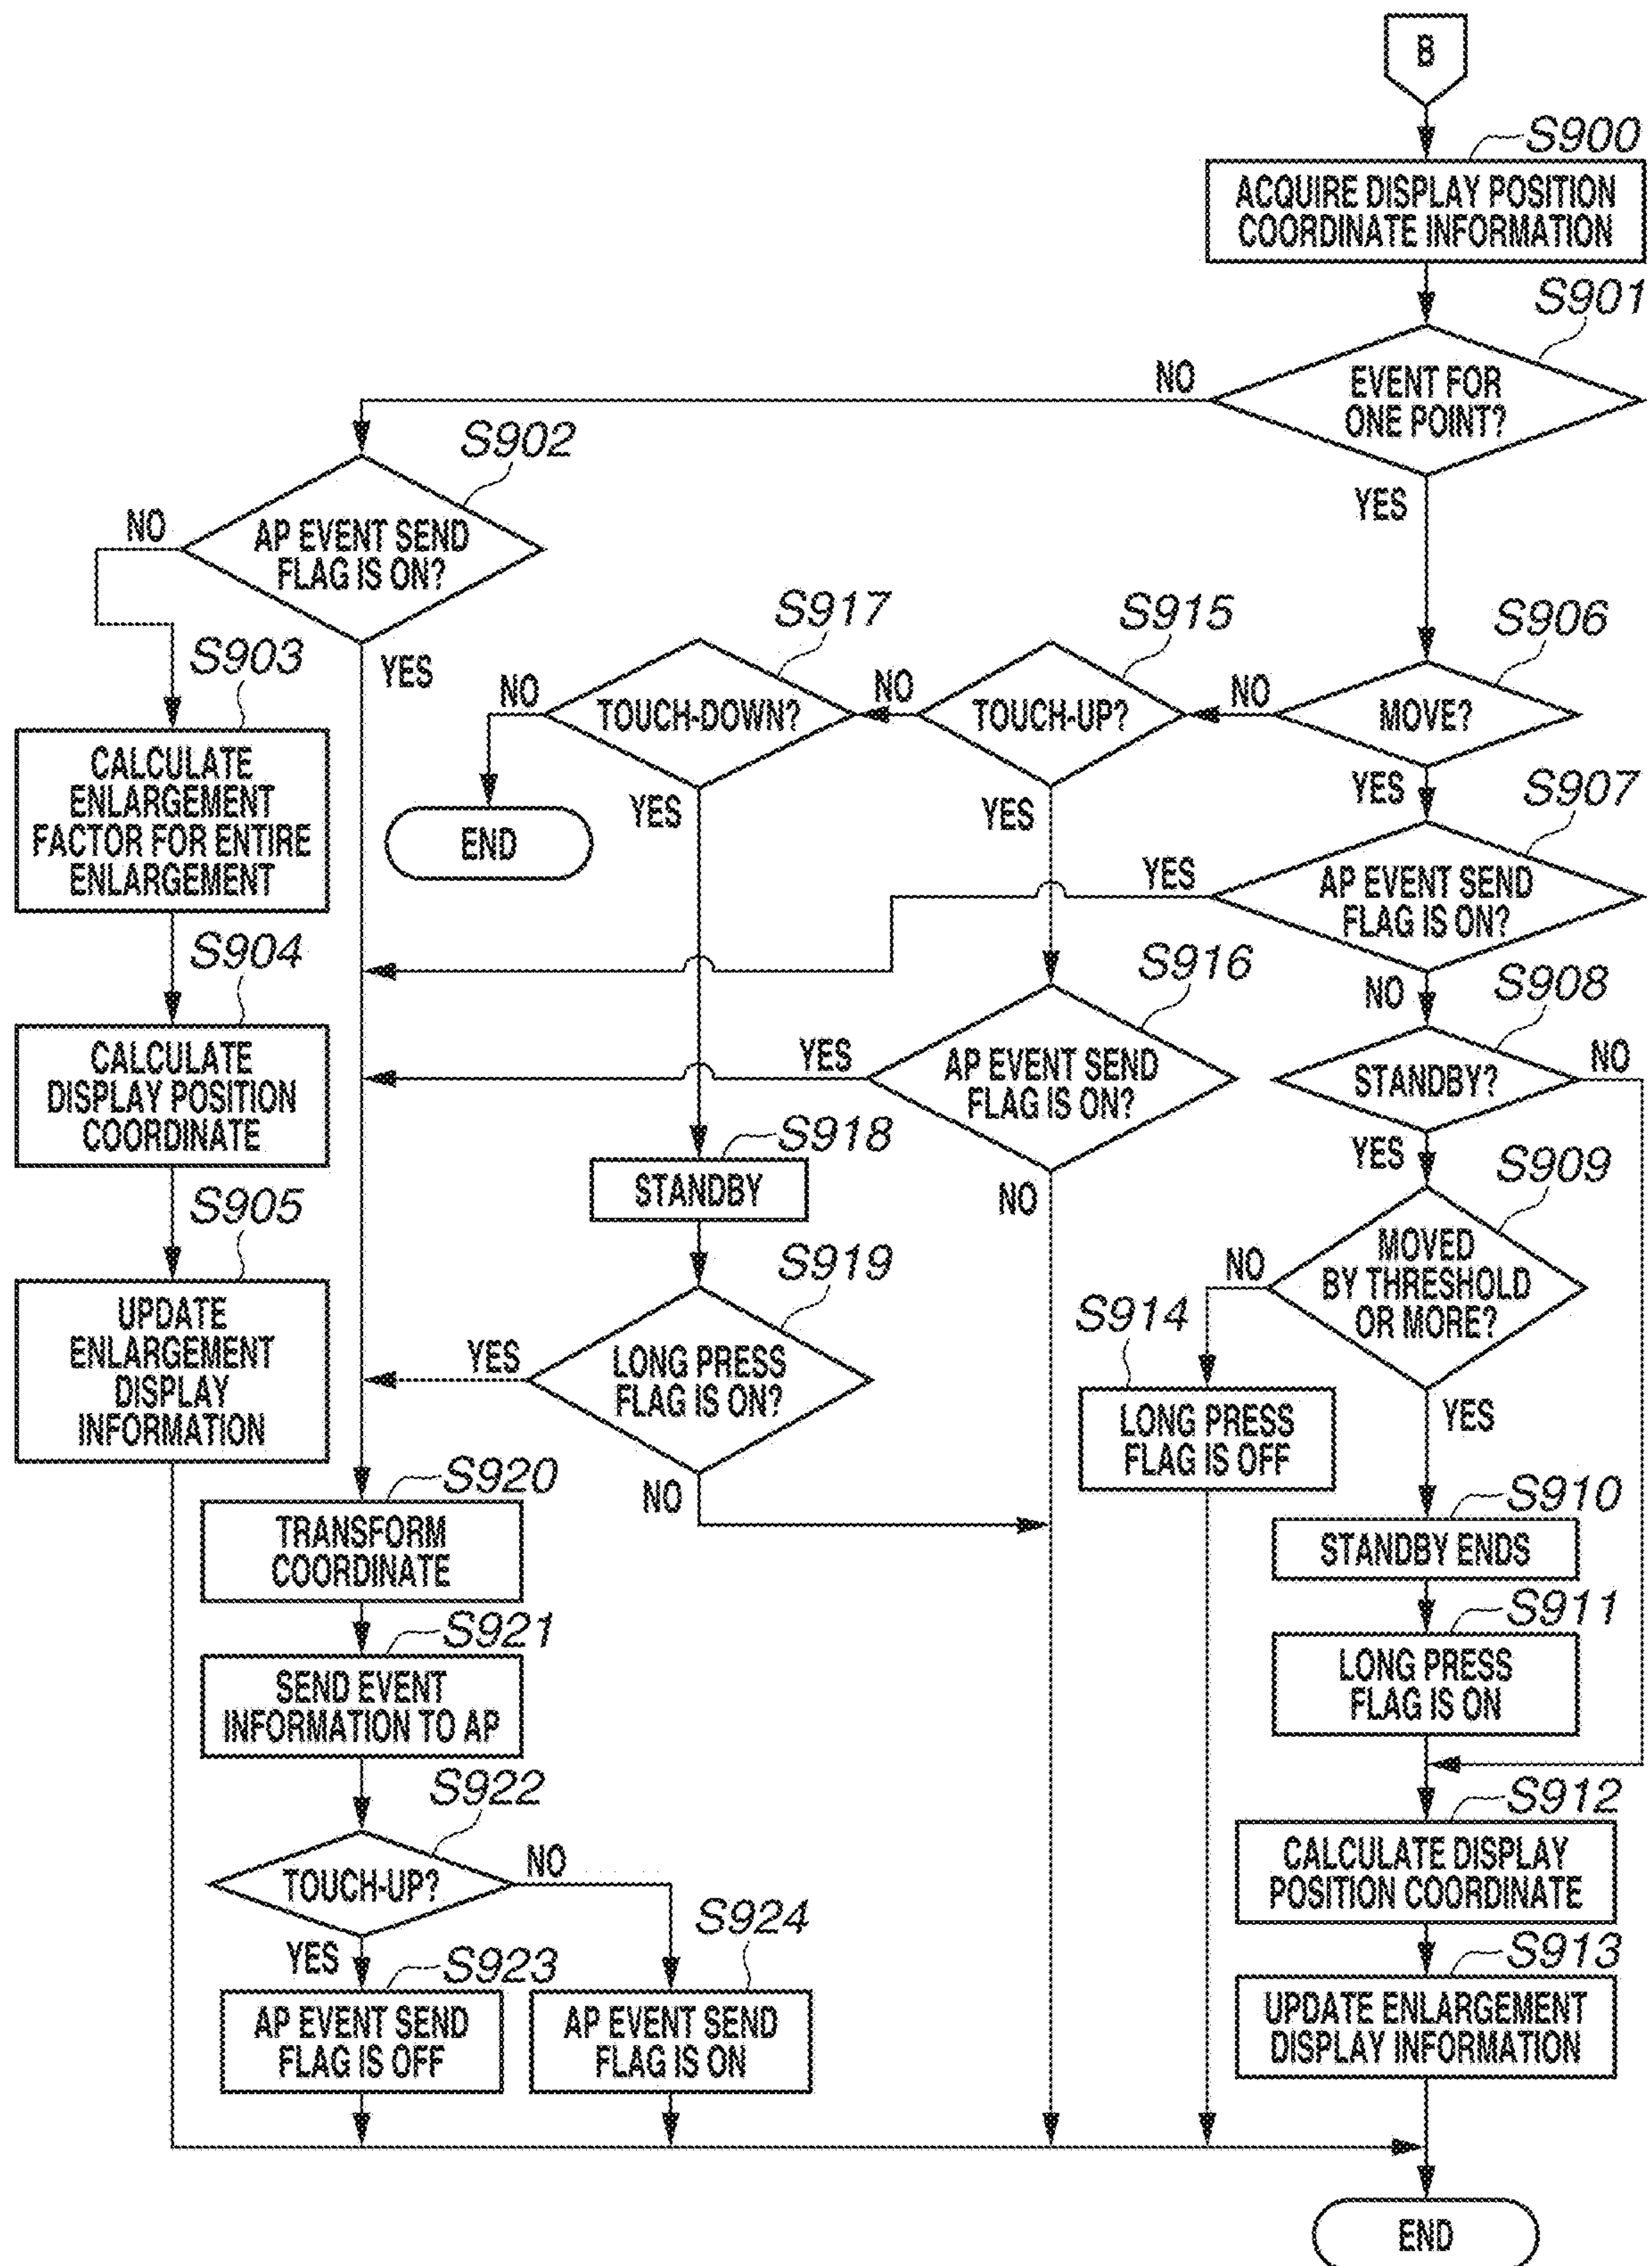 B
S900
ACQUIRE DISPLAY POSITION
COORDINATE INFORMATION
S901
EVENT FOR
ONE POINT?
NO
YES
S902
AP EVENT SEND
FLAG IS ON?
NO
YES
S903
CALCULATE
ENLARGEMENT
FACTOR FOR ENTIRE
ENLARGEMENT
S904
CALCULATE
DISPLAY POSITION
COORDINATE
S905
UPDATE
ENLARGEMENT
DISPLAY
INFORMATION
S906
MOVE?
NO
YES
S907
AP EVENT SEND
FLAG IS ON?
YES
NO
S908
STANDBY?
NO
YES
S909
MOVED
BY THRESHOLD
OR MORE?
NO
YES
S910
STANDBY ENDS
S911
LONG PRESS
FLAG IS ON
S912
CALCULATE DISPLAY
POSITION COORDINATE
S913
UPDATE ENLARGEMENT
DISPLAY INFORMATION
S914
LONG PRESS
FLAG IS OFF
S915
TOUCH-UP?
NO
YES
S916
AP EVENT SEND
FLAG IS ON?
YES
NO
S917
TOUCH-DOWN?
NO
YES
END
S918
STANDBY
S919
LONG PRESS
FLAG IS ON?
YES
NO
S920
TRANSFORM
COORDINATE
S921
SEND EVENT
INFORMATION TO AP
S922
TOUCH-UP?
NO
YES
S923
AP EVENT SEND
FLAG IS OFF
S924
AP EVENT SEND
FLAG IS ON
END